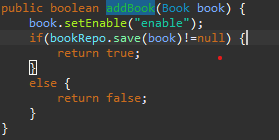 public boolean addBook(Book book) {
    book.setEnable("enable");
    if(bookRepo.save(book)!=null) {
        return true;
    }
    else {
        return false;
    }
}